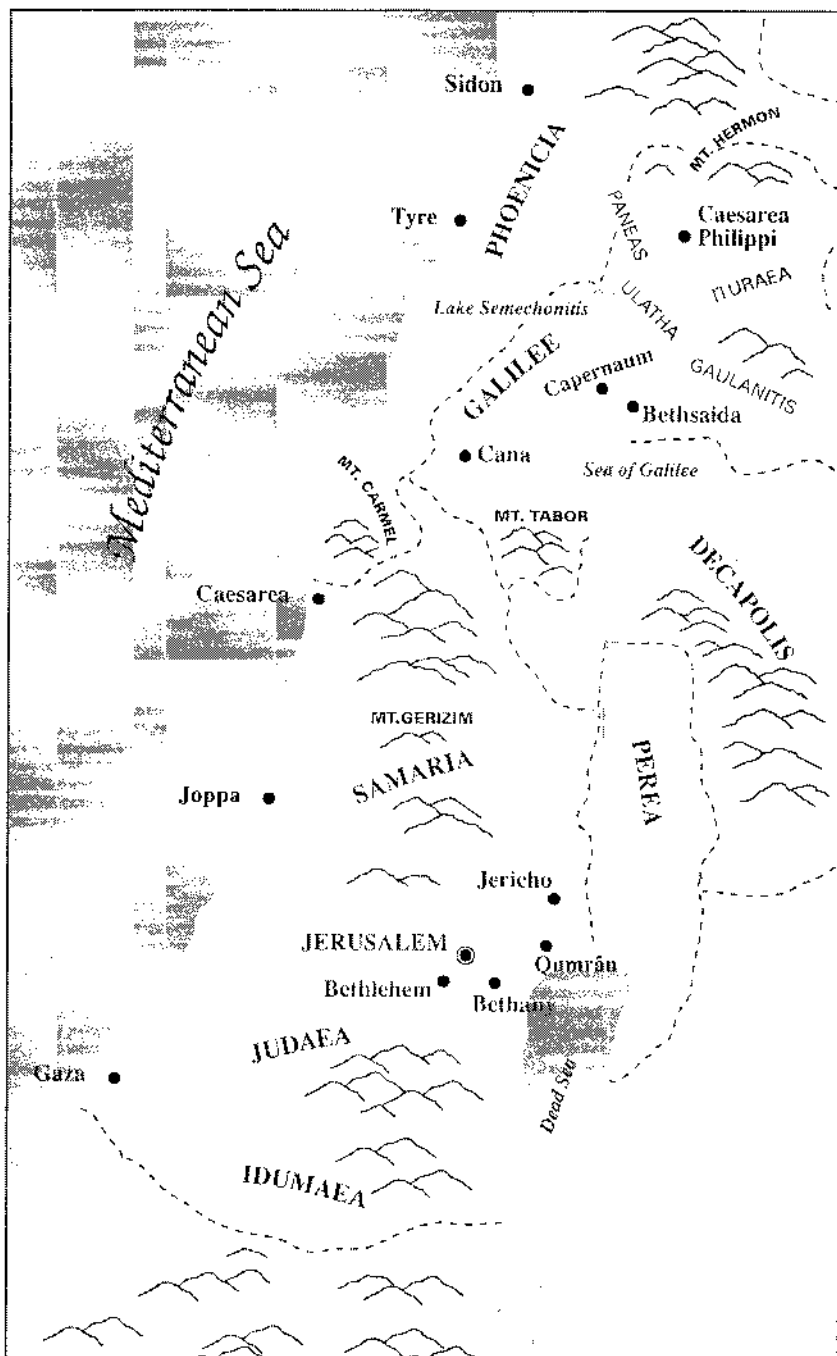 Sidon
MT. HERMON
PHOENICIA
Tyre
PANEAS
Caesarea
Philippi
Mediterranean Sea
ITURAEA
ULATHA
Lake Semechonitis
GALILEE
Capernaum
GAULANITIS
Bethsaida
Cana
Sea of Galilee
MT. CARMEL
MT. TABOR
DECAPOLIS
Caesarea
MT.GERIZIM
SAMARIA
PEREA
Joppa
Jericho
JERUSALEM
Qumrân
Bethlehem
Bethany
JUDAEA
Gaza
Dead Sea
IDUMAEA